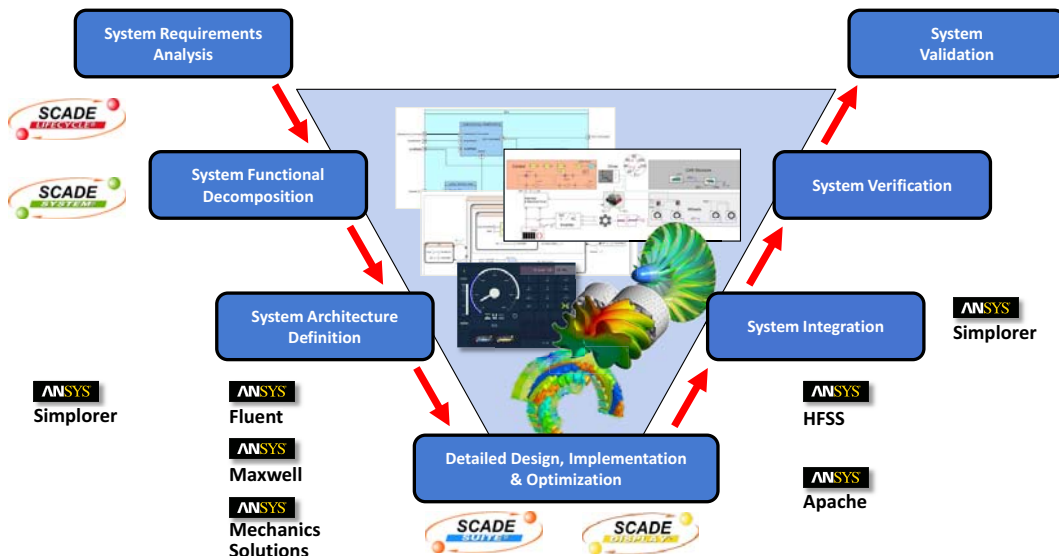 System Requirements
Analysis
System
Validation
SCADE
LIFECYCLE®
System Functional
Decomposition
System Verification
SCADE
SYSTEM®
System Architecture
Definition
System Integration
ANSYS®
Simplorer
ANSYS®
Simplorer
ANSYS®
Fluent
ANSYS®
HFSS
ANSYS®
Maxwell
Detailed Design, Implementation
& Optimization
ANSYS®
Apache
ANSYS®
Mechanics
Solutions
SCADE
SUITE®
SCADE
DISPLAY®